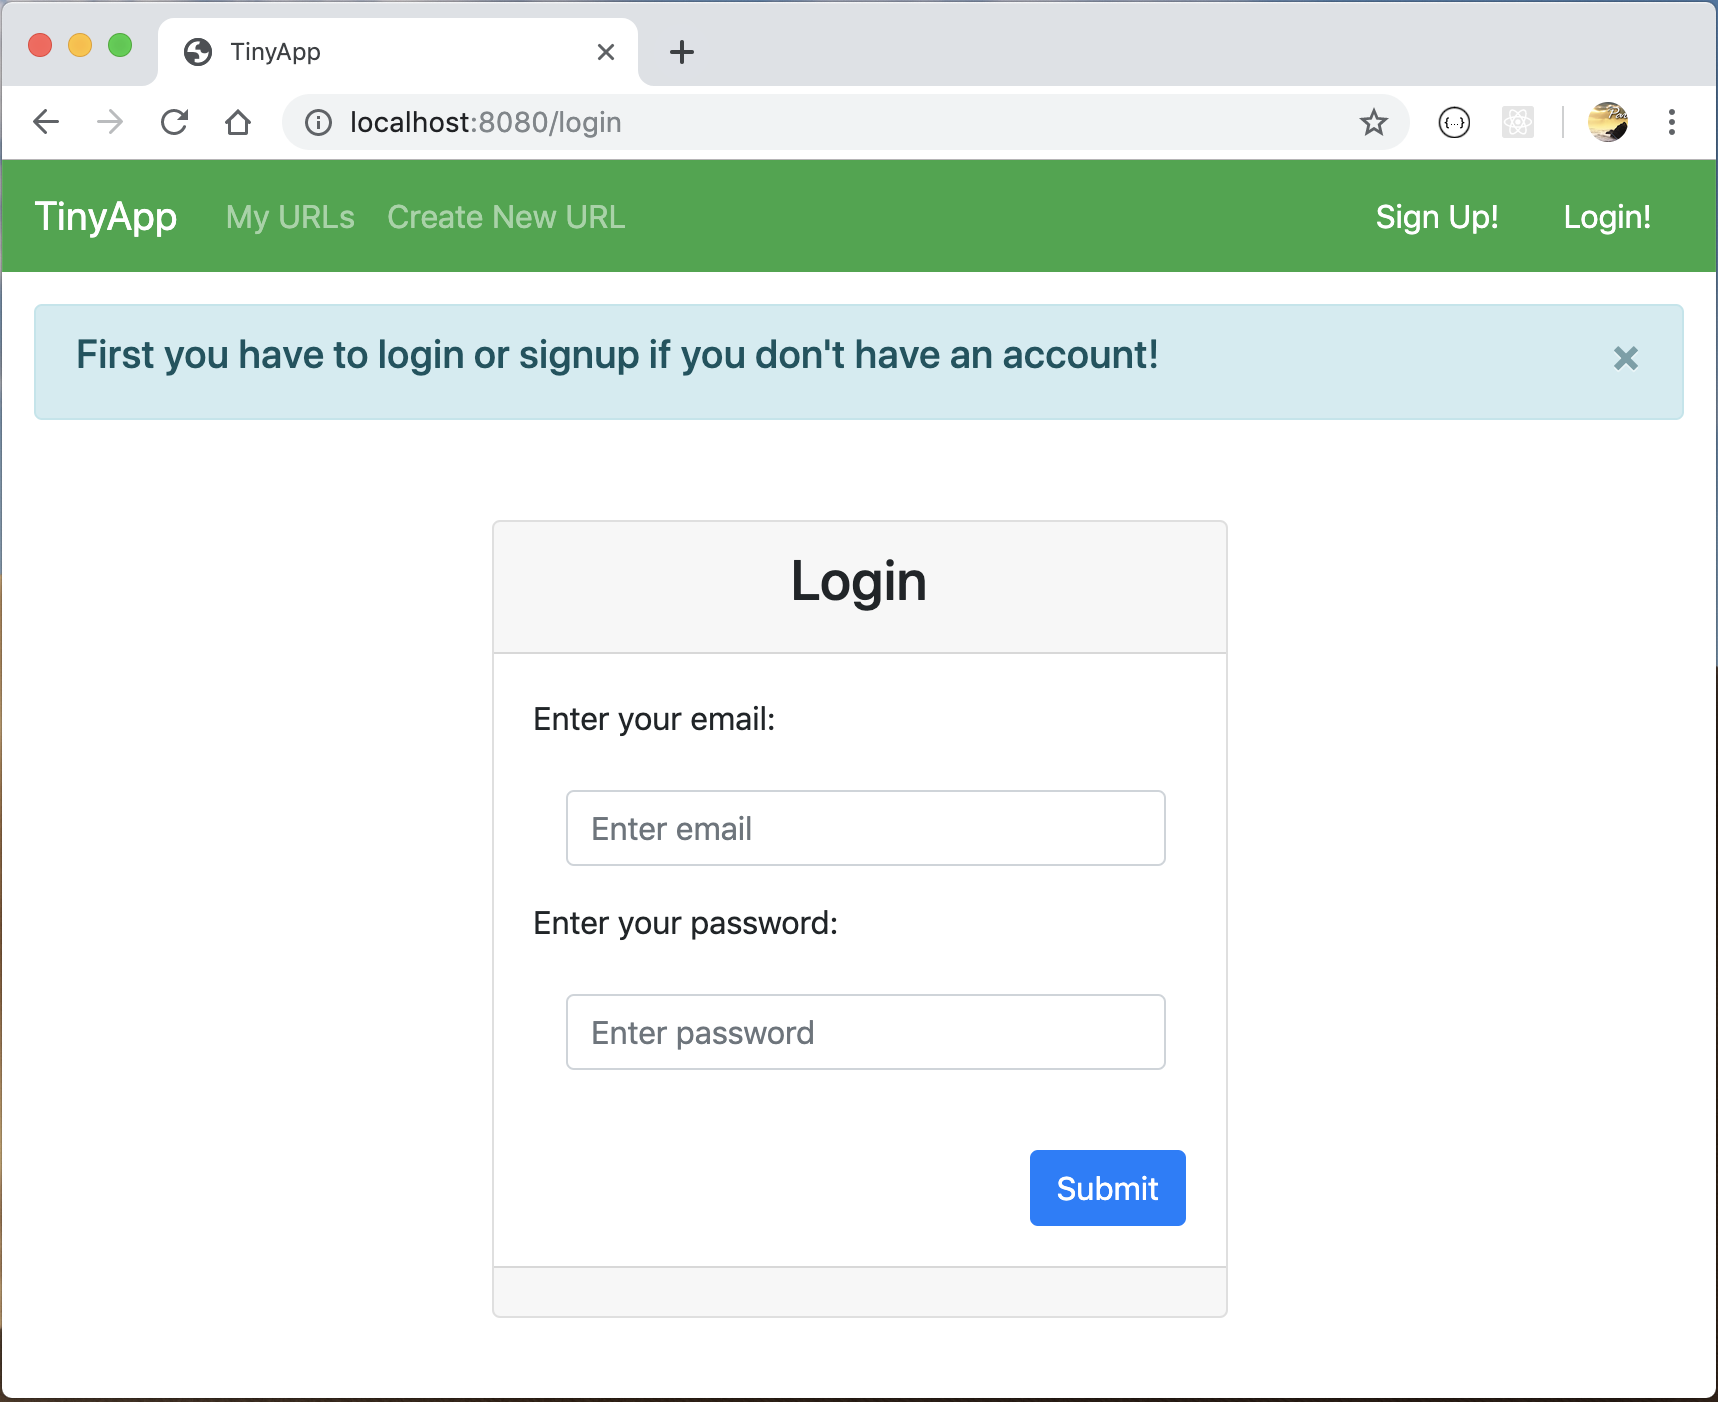 TinyApp
localhost:8080/login
TinyApp My URLs Create New URL Sign Up! Login!
First you have to login or signup if you don't have an account!
Login
Enter your email:
Enter email
Enter your password:
Enter password
Submit